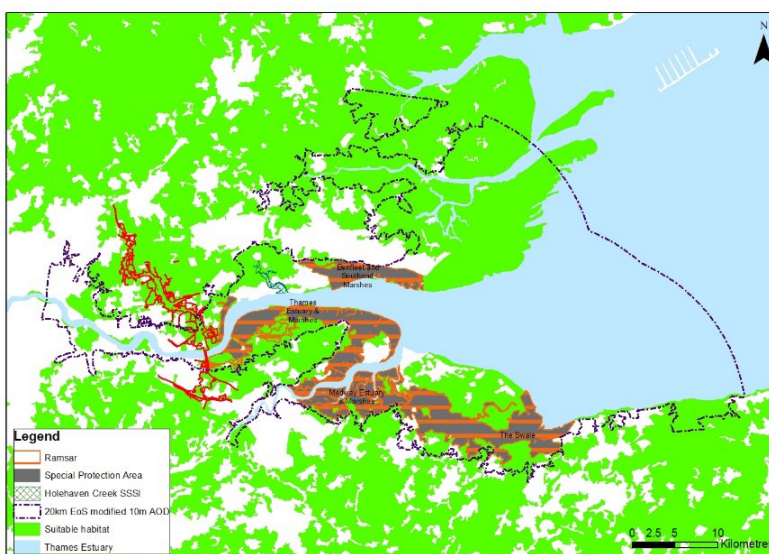 N
Benfleet and
Southend
Marshes
Thames
Estuary &
Marshes
Medway Estuary
& Marshes
The Swale
Legend
Ramsar
Special Protection Area
Holehaven Creek SSSI
20km EoS modified 10m AOD
Suitable habitat
Thames Estuary
0 2.5 5 10
Kilometre